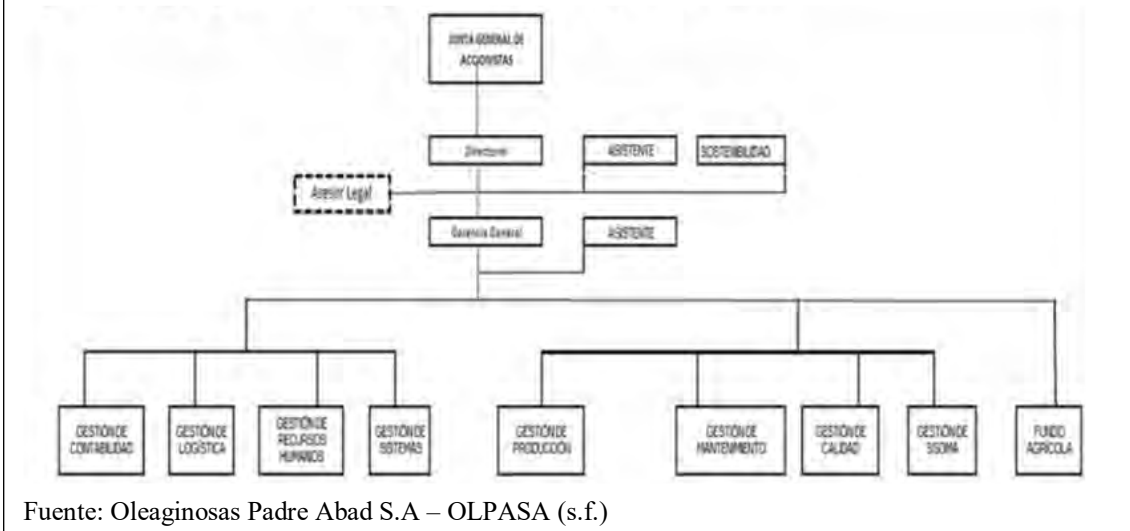 JUNTA GENERAL DE
ACCIONISTAS
Directorio
ASISTENTE
SOSTENIBILIDAD
Asesor Legal
Gerencia General
ASISTENTE
GESTIÓN DE
CONTABILIDAD
GESTIÓN DE
LOGÍSTICA
GESTIÓN DE
RECURSOS
HUMANOS
GESTIÓN DE
SISTEMAS
GESTIÓN DE
PRODUCCIÓN
GESTIÓN DE
MANTENIMIENTO
GESTIÓN DE
CALIDAD
GESTIÓN DE
FUNDO
AGRÍCOLA
Fuente: Oleaginosas Padre Abad S.A – OLPASA (s.f.)